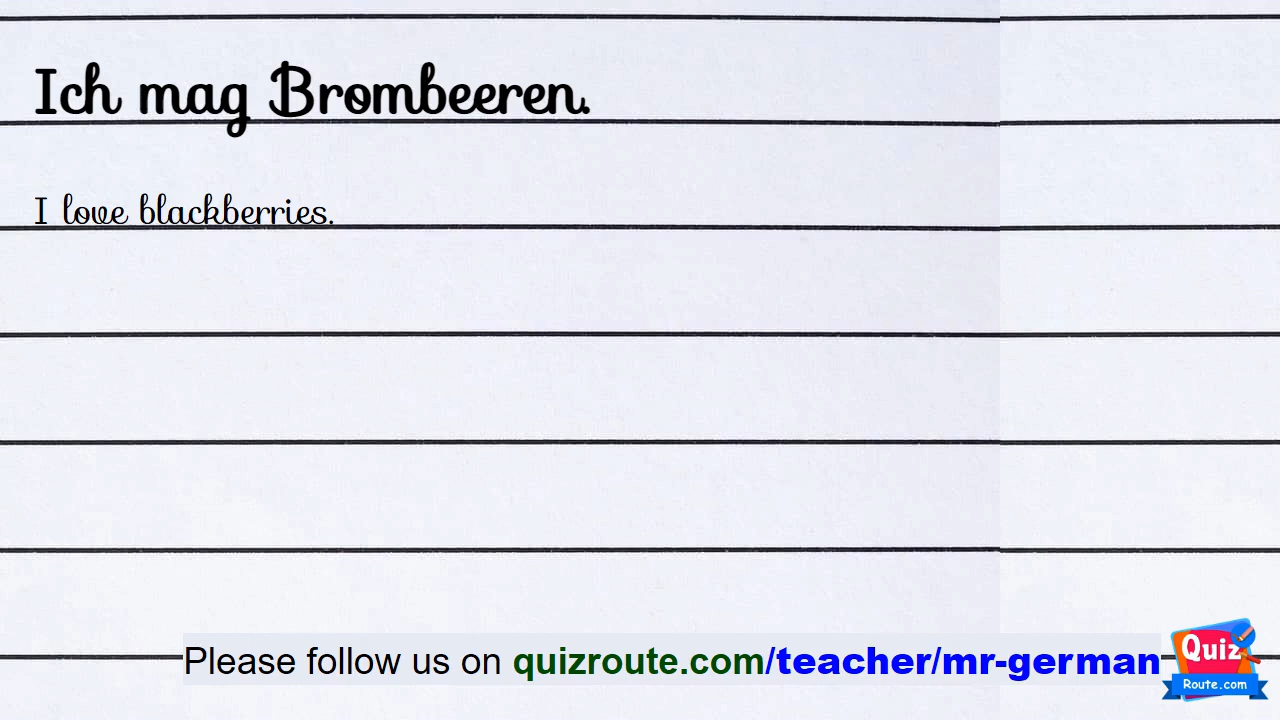 Ich mag Brombeeren.
I love blackberries.
Please follow us on quizroute.com/teacher/mr-german
Quiz
Route.com